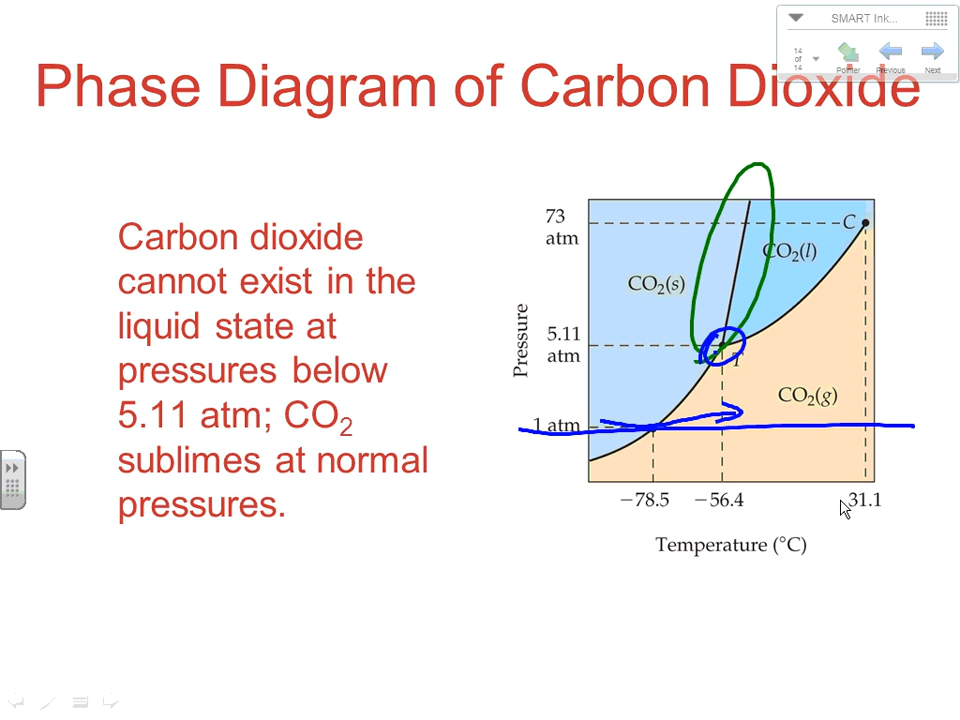 SMART Ink...
14
of
14
Pointer
Previous
Next
Phase Diagram of Carbon Dioxide
Carbon dioxide
cannot exist in the
liquid state at
pressures below
5.11 atm; CO₂
sublimes at normal
pressures.
Pressure
73
atm
5.11
atm
1 atm
CO₂(s)
CO₂(l)
CO₂(g)
C
T
−78.5
−56.4
31.1
Temperature (°C)